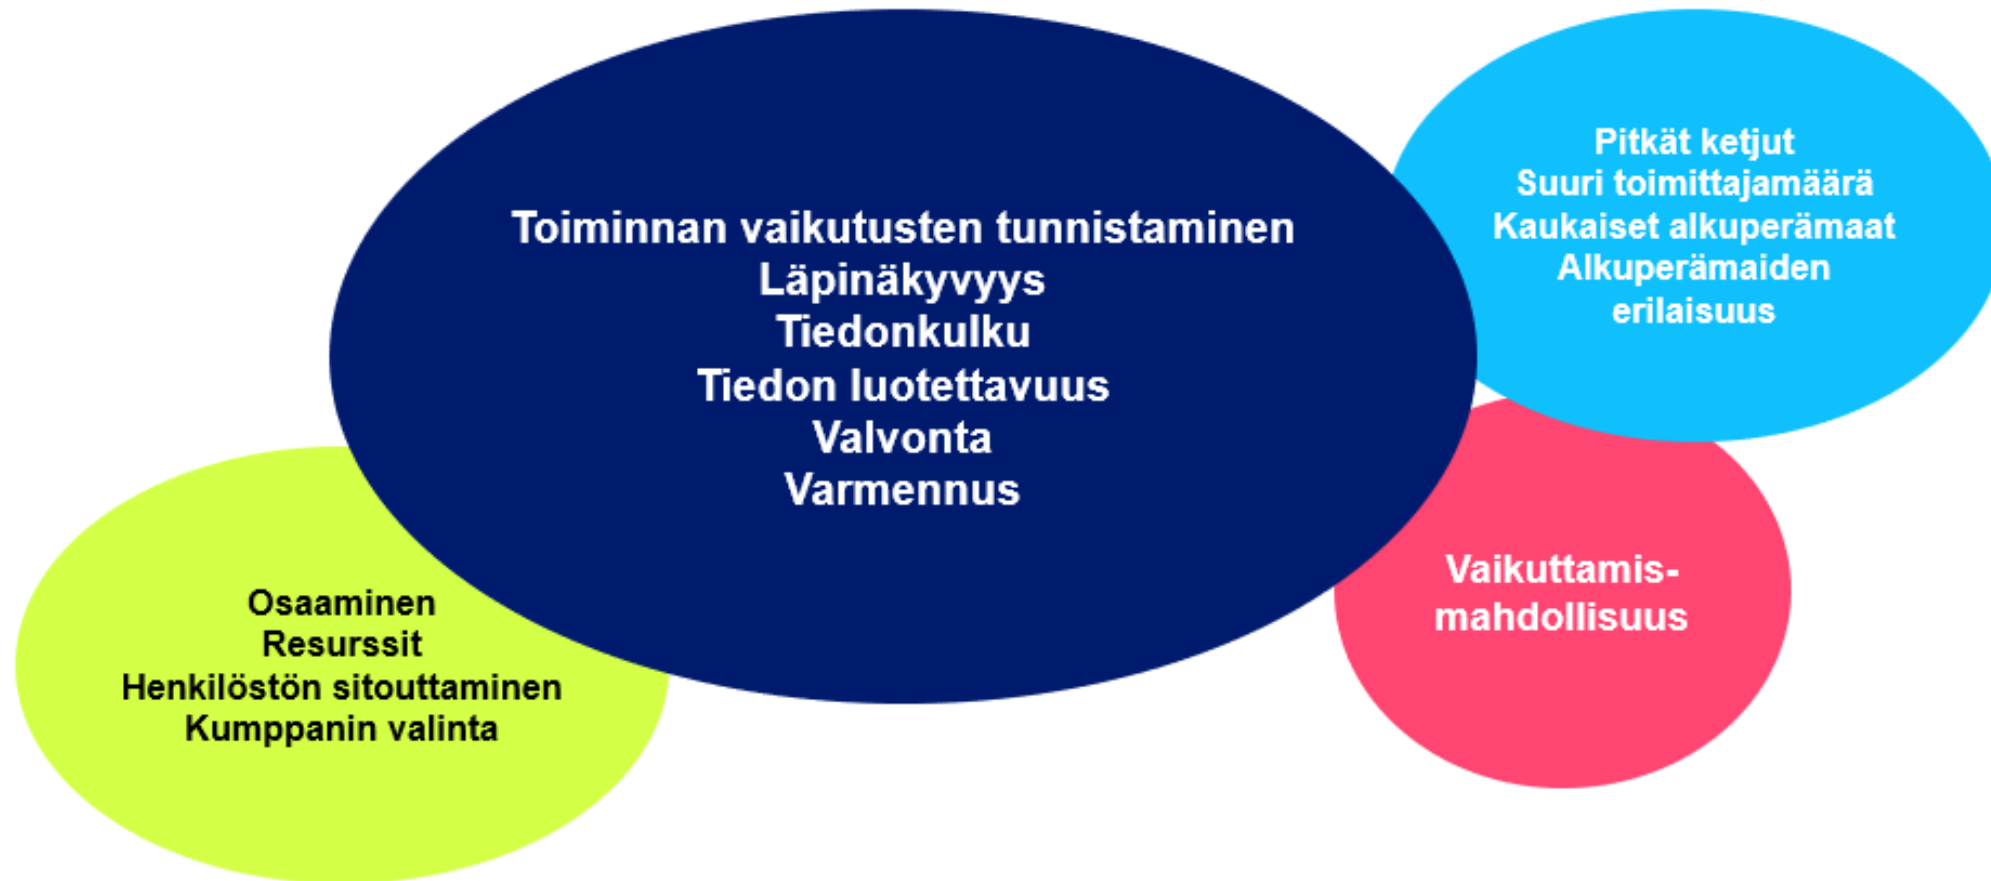 Toiminnan vaikutusten tunnistaminen
Läpinäkyvyys
Tiedonkulku
Tiedon luotettavuus
Valvonta
Varmennus
Pitkät ketjut
Suuri toimittajamäärä
Kaukaiset alkuperämaat
Alkuperämaiden
erilaisuus
Vaikuttamis-
mahdollisuus
Osaaminen
Resurssit
Henkilöstön sitouttaminen
Kumppanin valinta